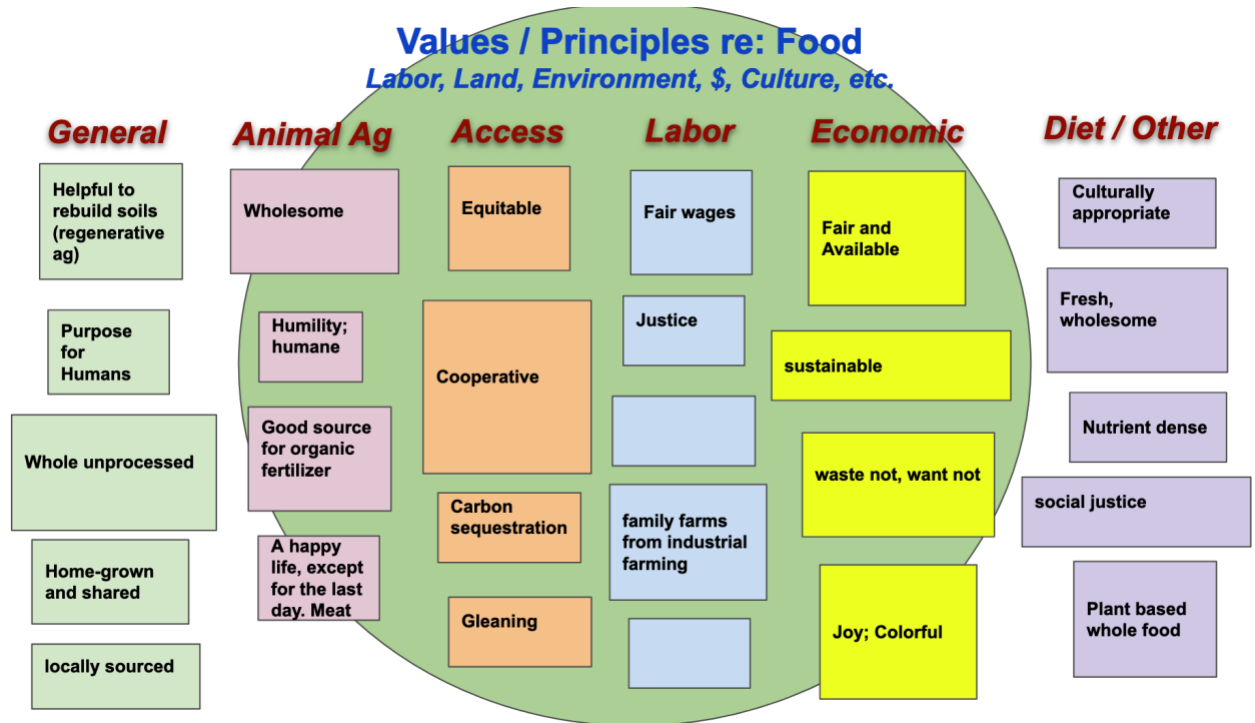 Values / Principles re: Food
Labor, Land, Environment, $, Culture, etc.
General
Helpful to
rebuild soils
(regenerative
ag)
Purpose
for
Humans
Whole unprocessed
Home-grown
and shared
locally sourced
Animal Ag
Wholesome
Humility;
humane
Good source
for organic
fertilizer
A happy
life, except
for the last
day. Meat
Access
Equitable
Cooperative
Carbon
sequestration
Gleaning
Labor
Fair wages
Justice
family farms
from industrial
farming
Economic
Fair and
Available
sustainable
waste not, want not
Joy; Colorful
Diet / Other
Culturally
appropriate
Fresh,
wholesome
Nutrient dense
social justice
Plant based
whole food